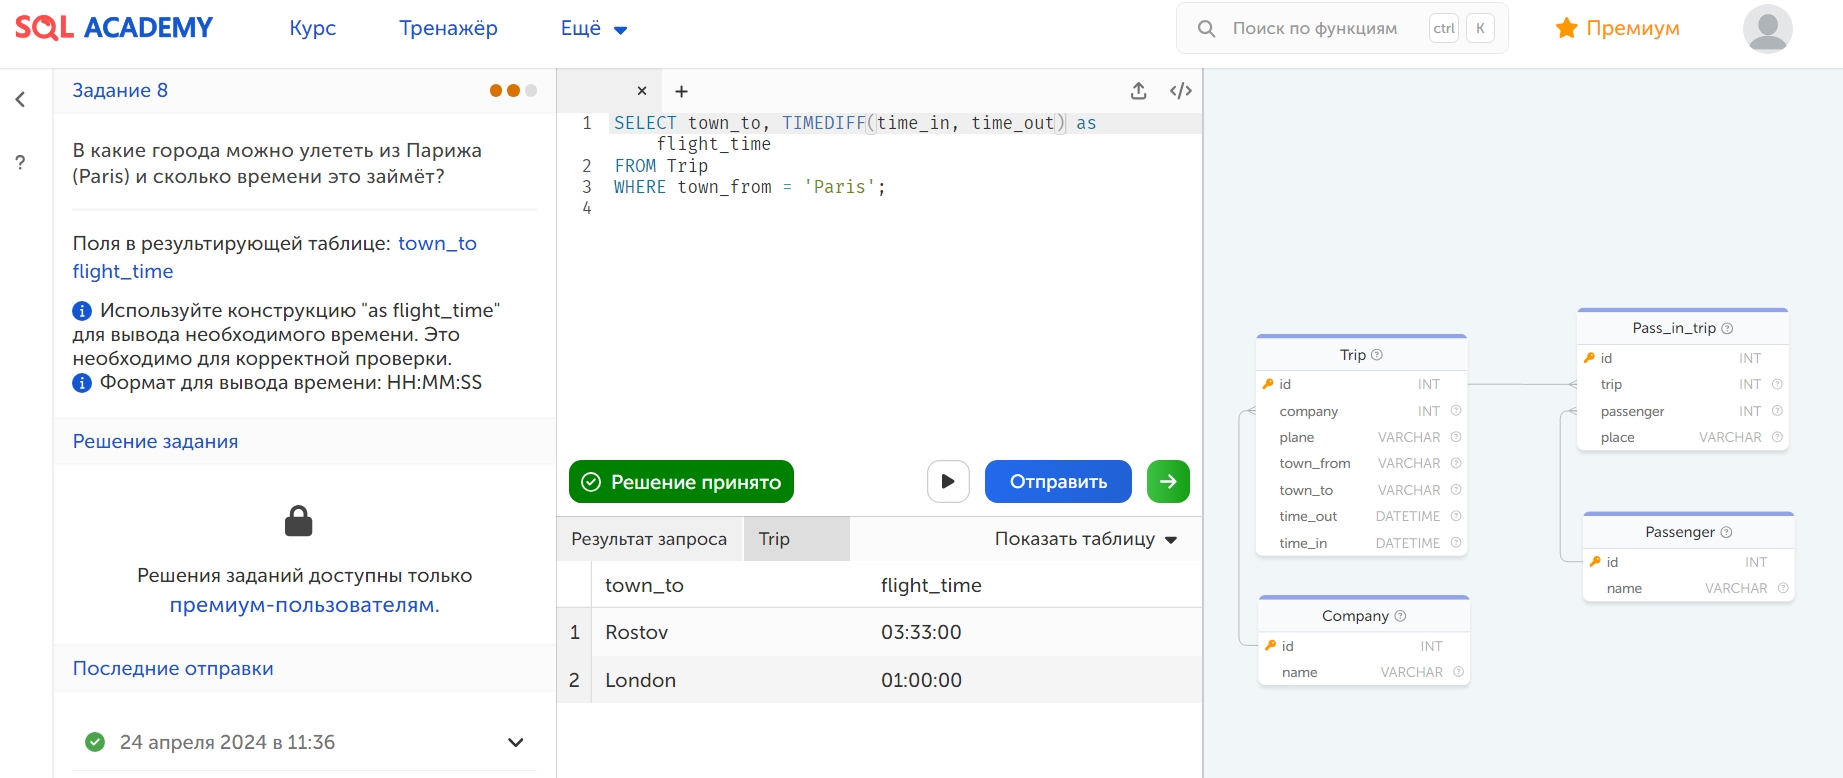 SQL ACADEMY
Курс
Тренажёр
Ещё
Поиск по функциям
ctrl
K
Премиум
Задание 8
В какие города можно улететь из Парижа
(Paris) и сколько времени это займёт?
Поля в результирующей таблице: town_to
flight_time
Используйте конструкцию "as flight_time"
для вывода необходимого времени. Это
необходимо для корректной проверки.
Формат для вывода времени: HH:MM:SS
Решение задания
Решения заданий доступны только
премиум-пользователям.
Последние отправки
24 апреля 2024 в 11:36
1 SELECT town_to, TIMEDIFF(time_in, time_out) as
flight_time
2 FROM Trip
3 WHERE town_from = 'Paris';
4
Решение принято
Отправить
Результат запроса
Trip
Показать таблицу
town_to flight_time
1 Rostov 03:33:00
2 London 01:00:00
Trip
id INT
company INT
plane VARCHAR
town_from VARCHAR
town_to VARCHAR
time_out DATETIME
time_in DATETIME
Company
id INT
name VARCHAR
Pass_in_trip
id INT
trip INT
passenger INT
place VARCHAR
Passenger
id INT
name VARCHAR